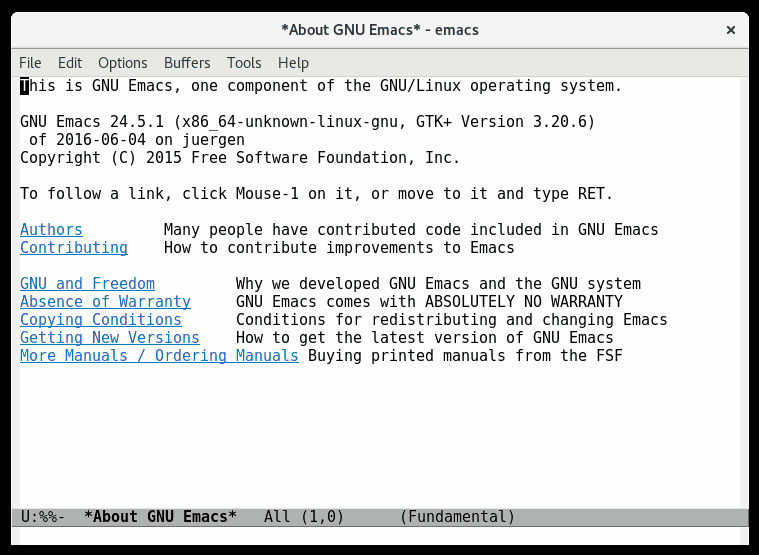 *About GNU Emacs* - emacs
File Edit Options Buffers Tools Help
This is GNU Emacs, one component of the GNU/Linux operating system.
GNU Emacs 24.5.1 (x86_64-unknown-linux-gnu, GTK+ Version 3.20.6)
of 2016-06-04 on juergen
Copyright (C) 2015 Free Software Foundation, Inc.
To follow a link, click Mouse-1 on it, or move to it and type RET.
Authors Many people have contributed code included in GNU Emacs
Contributing How to contribute improvements to Emacs
GNU and Freedom Why we developed GNU Emacs and the GNU system
Absence of Warranty GNU Emacs comes with ABSOLUTELY NO WARRANTY
Copying Conditions Conditions for redistributing and changing Emacs
Getting New Versions How to get the latest version of GNU Emacs
More Manuals / Ordering Manuals Buying printed manuals from the FSF
U:%%- *About GNU Emacs* All (1,0) (Fundamental)